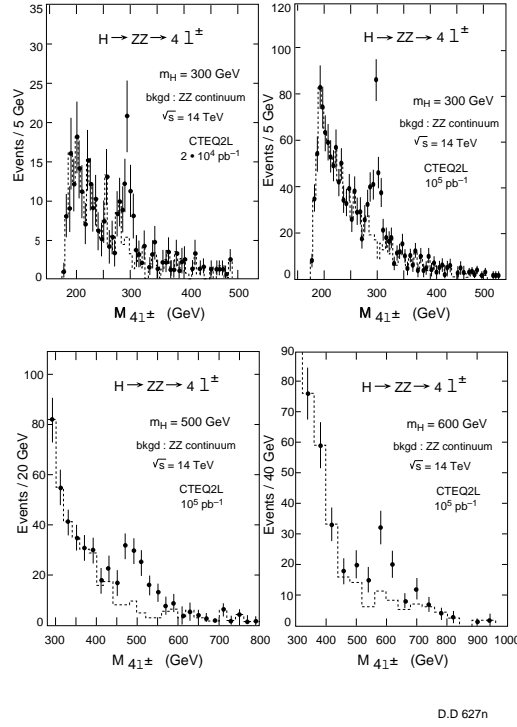 35
30
25
20
15
10
5
0
Events / 5 GeV
H → ZZ → 4 l±
m_H = 300 GeV
bkgd : ZZ continuum
√s = 14 TeV
CTEQ2L
2 • 10⁴ pb⁻¹
200
300
400
500
M 4l± (GeV)
120
100
80
60
40
20
0
Events / 5 GeV
H → ZZ → 4 l±
m_H = 300 GeV
bkgd : ZZ continuum
√s = 14 TeV
CTEQ2L
10⁵ pb⁻¹
200
300
400
500
M 4l± (GeV)
100
80
60
40
20
0
Events / 20 GeV
H → ZZ → 4 l±
m_H = 500 GeV
bkgd : ZZ continuum
√s = 14 TeV
CTEQ2L
10⁵ pb⁻¹
300
400
500
600
700
800
M 4l± (GeV)
90
80
70
60
50
40
30
20
10
0
Events / 40 GeV
H → ZZ → 4 l±
m_H = 600 GeV
bkgd : ZZ continuum
√s = 14 TeV
CTEQ2L
10⁵ pb⁻¹
300
400
500
600
700
800
900
1000
M 4l± (GeV)
D.D 627n